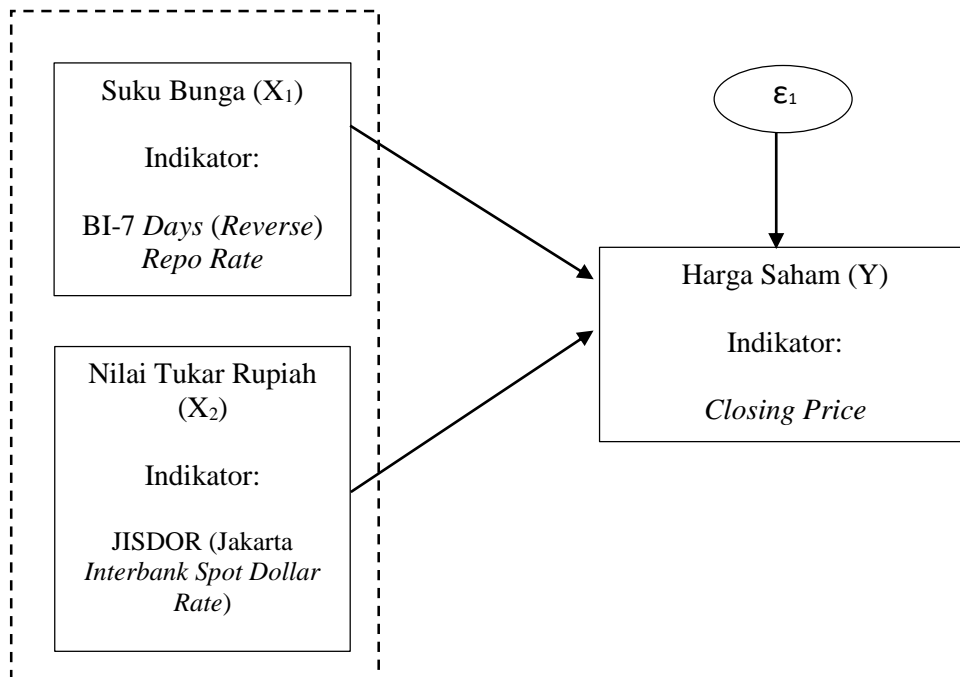 Suku Bunga (X₁)
Indikator:
BI-7 Days (Reverse)
Repo Rate
Nilai Tukar Rupiah
(X₂)
Indikator:
JISDOR (Jakarta
Interbank Spot Dollar
Rate)
ε₁
Harga Saham (Y)
Indikator:
Closing Price